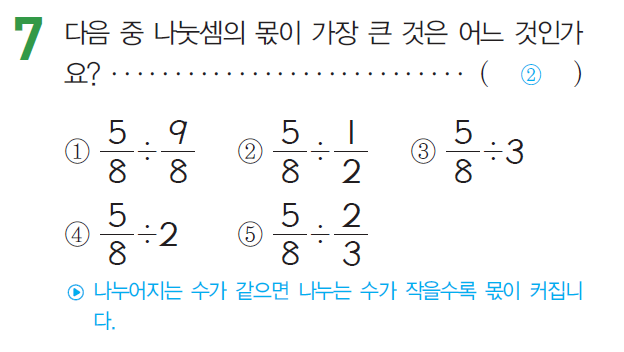 7 다음 중 나눗셈의 몫이 가장 큰 것은 어느 것인가
요? ···························· ( ② )
① 5/8 ÷ 9/8 ② 5/8 ÷ 1/2 ③ 5/8 ÷ 3
④ 5/8 ÷ 2 ⑤ 5/8 ÷ 2/3
▶ 나누어지는 수가 같으면 나누는 수가 작을수록 몫이 커집니
다.